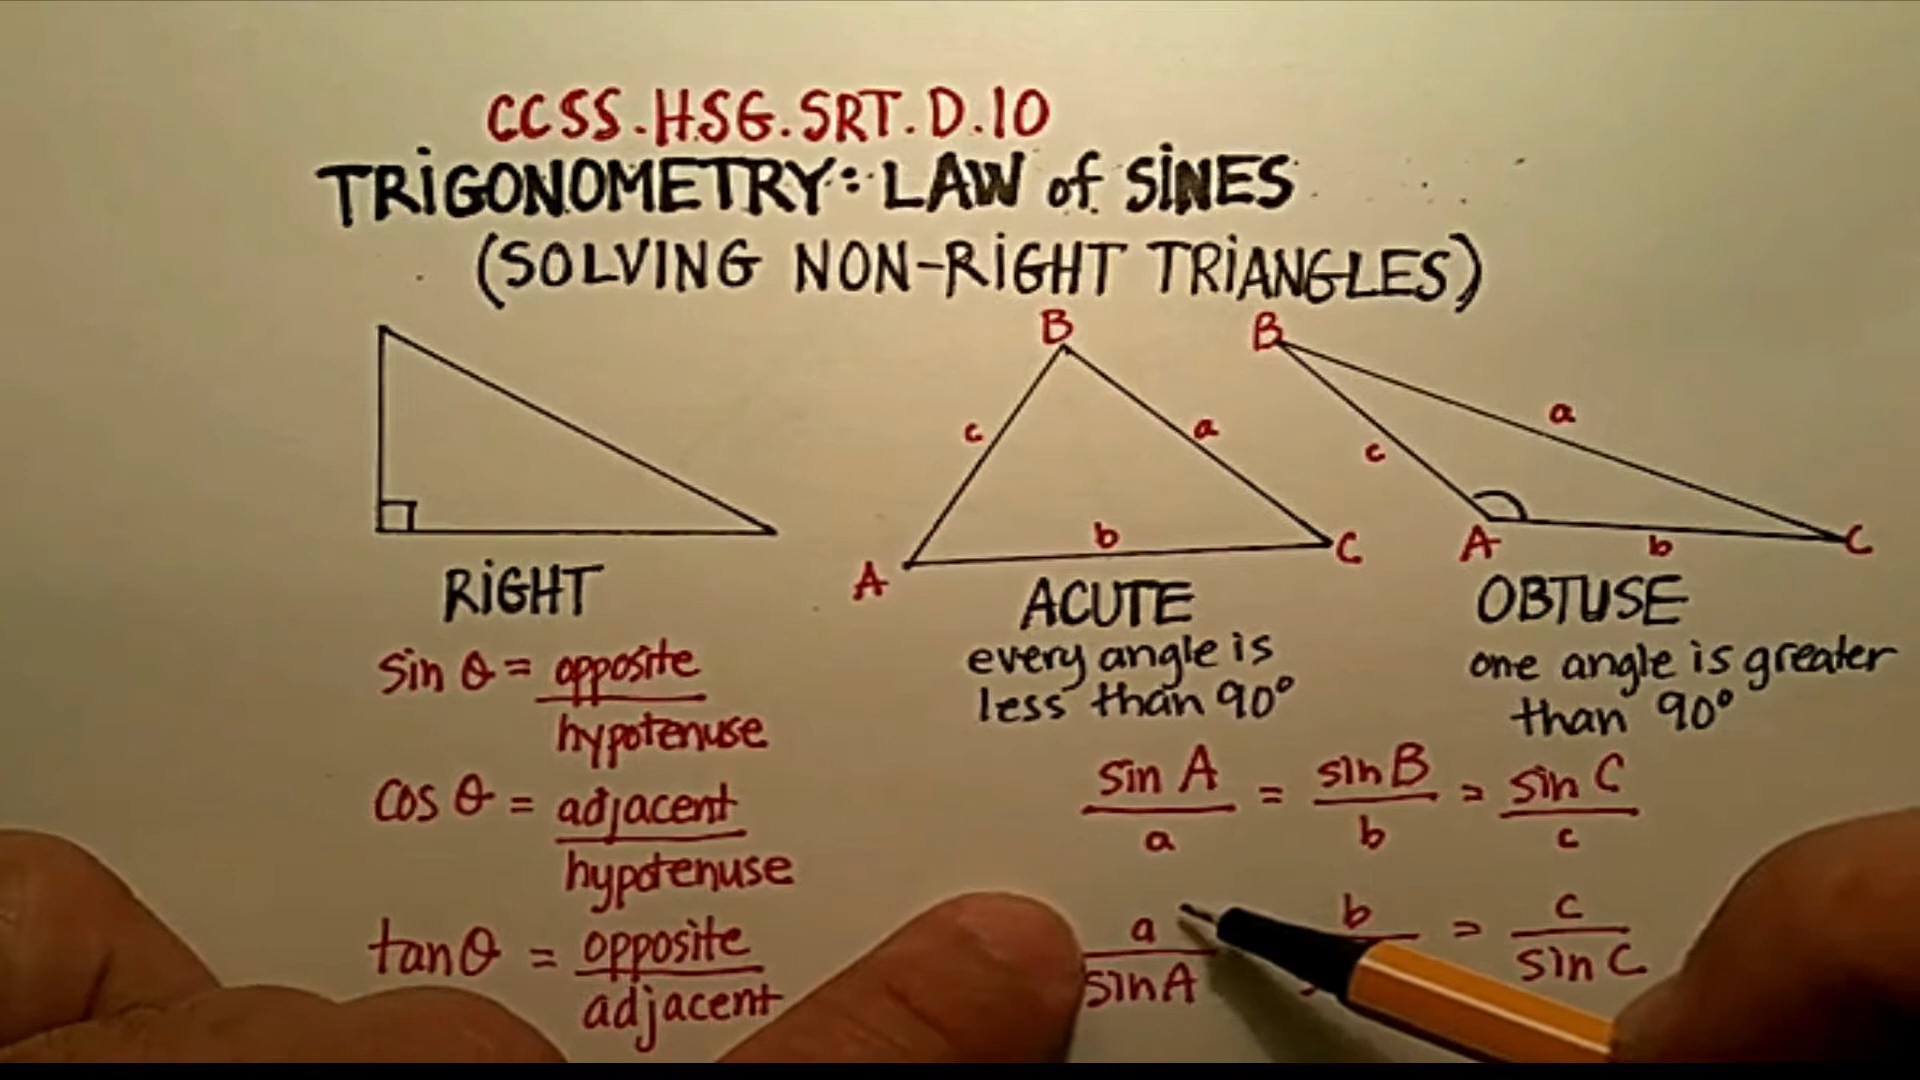 CCSS.HSG.SRT.D.10
TRiGONOMETRY: LAW of SiNES
(SOLVING NON-RiGHT TRiANGLES)
B
c
a
b
A
C
B
a
c
A
b
C
RiGHT
sin θ = opposite
hypotenuse
cos θ = adjacent
hypotenuse
tan θ = opposite
adjacent
ACUTE
every angle is
less than 90°
OBTUSE
one angle is greater
than 90°
sin A = sin B = sin C
a b c
a b = c
sin A sin C